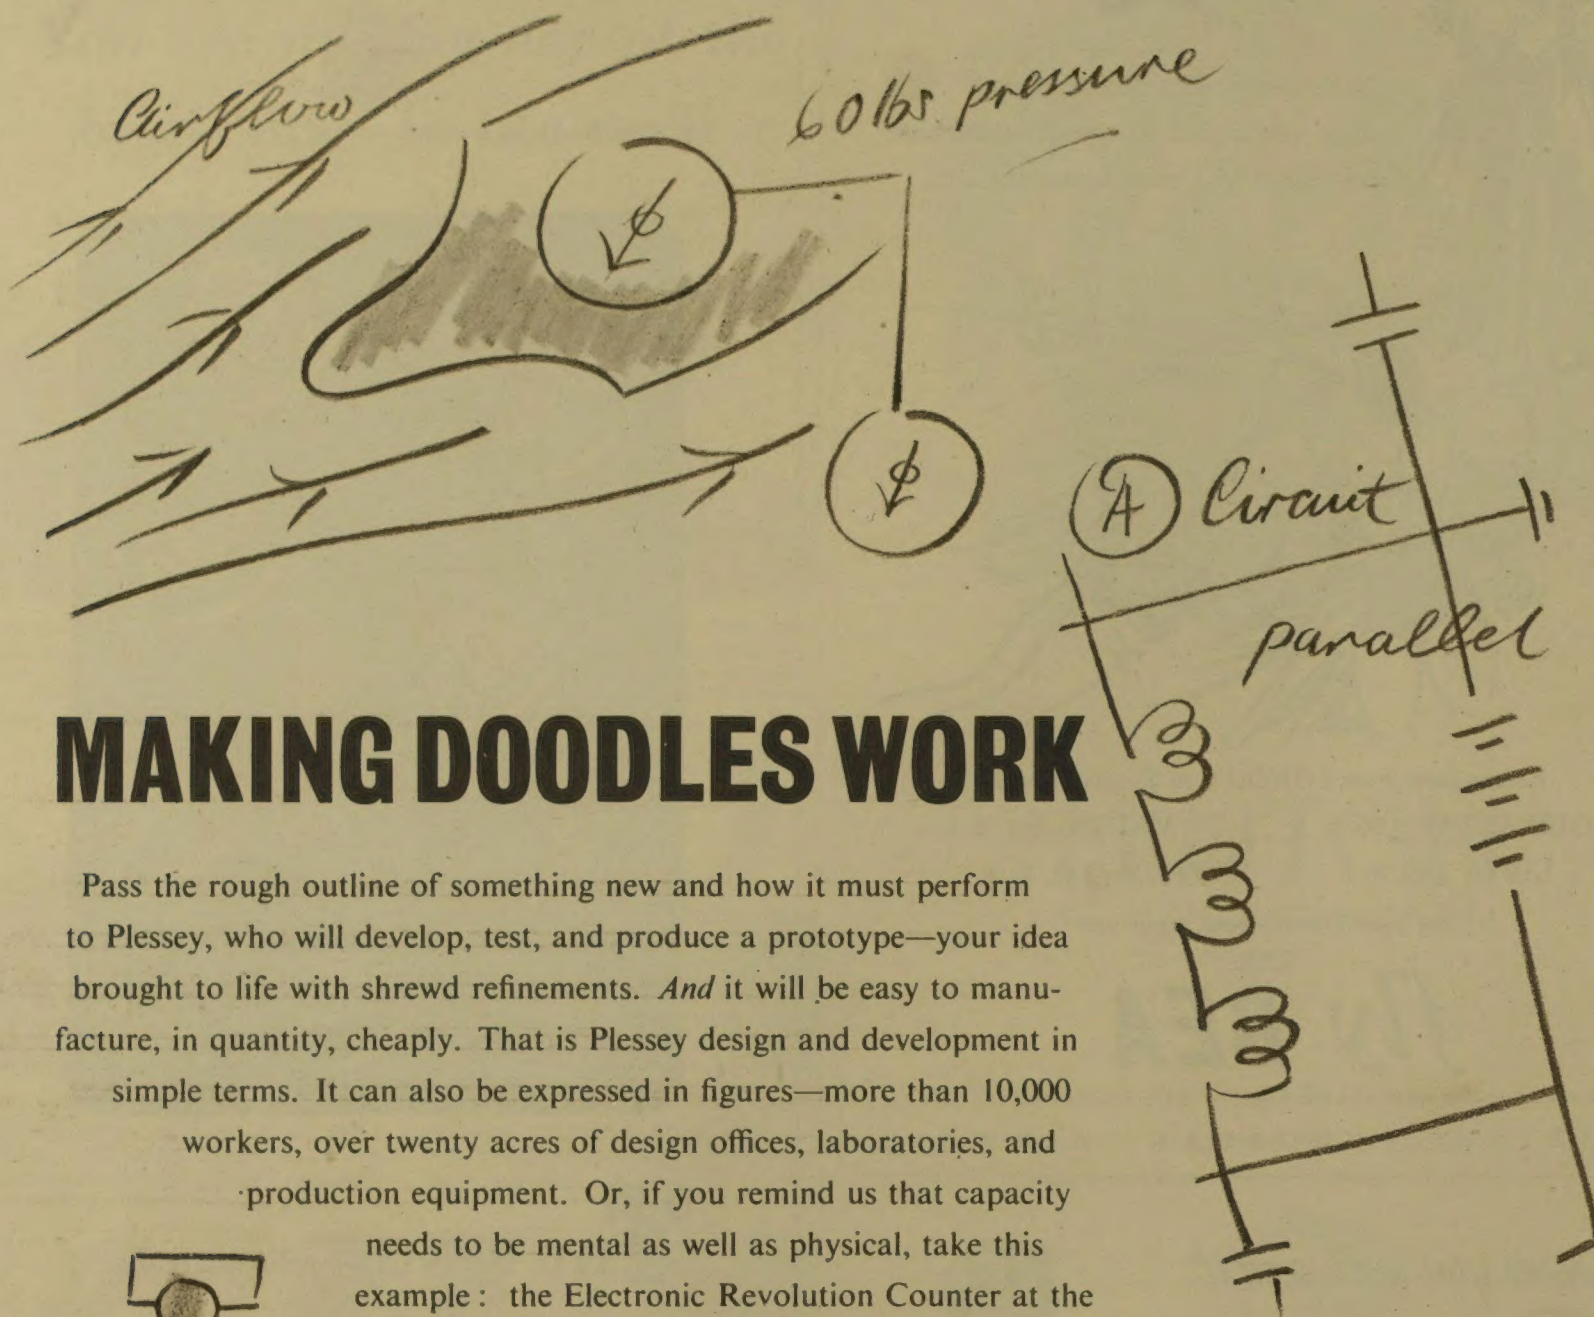 Airflow
60 lbs pressure
A Circuit
parallel
MAKING DOODLES WORK
Pass the rough outline of something new and how it must perform
to Plessey, who will develop, test, and produce a prototype—your idea
brought to life with shrewd refinements. And it will be easy to manu-
facture, in quantity, cheaply. That is Plessey design and development in
simple terms. It can also be expressed in figures—more than 10,000
workers, over twenty acres of design offices, laboratories, and
production equipment. Or, if you remind us that capacity
needs to be mental as well as physical, take this
example: the Electronic Revolution Counter at the